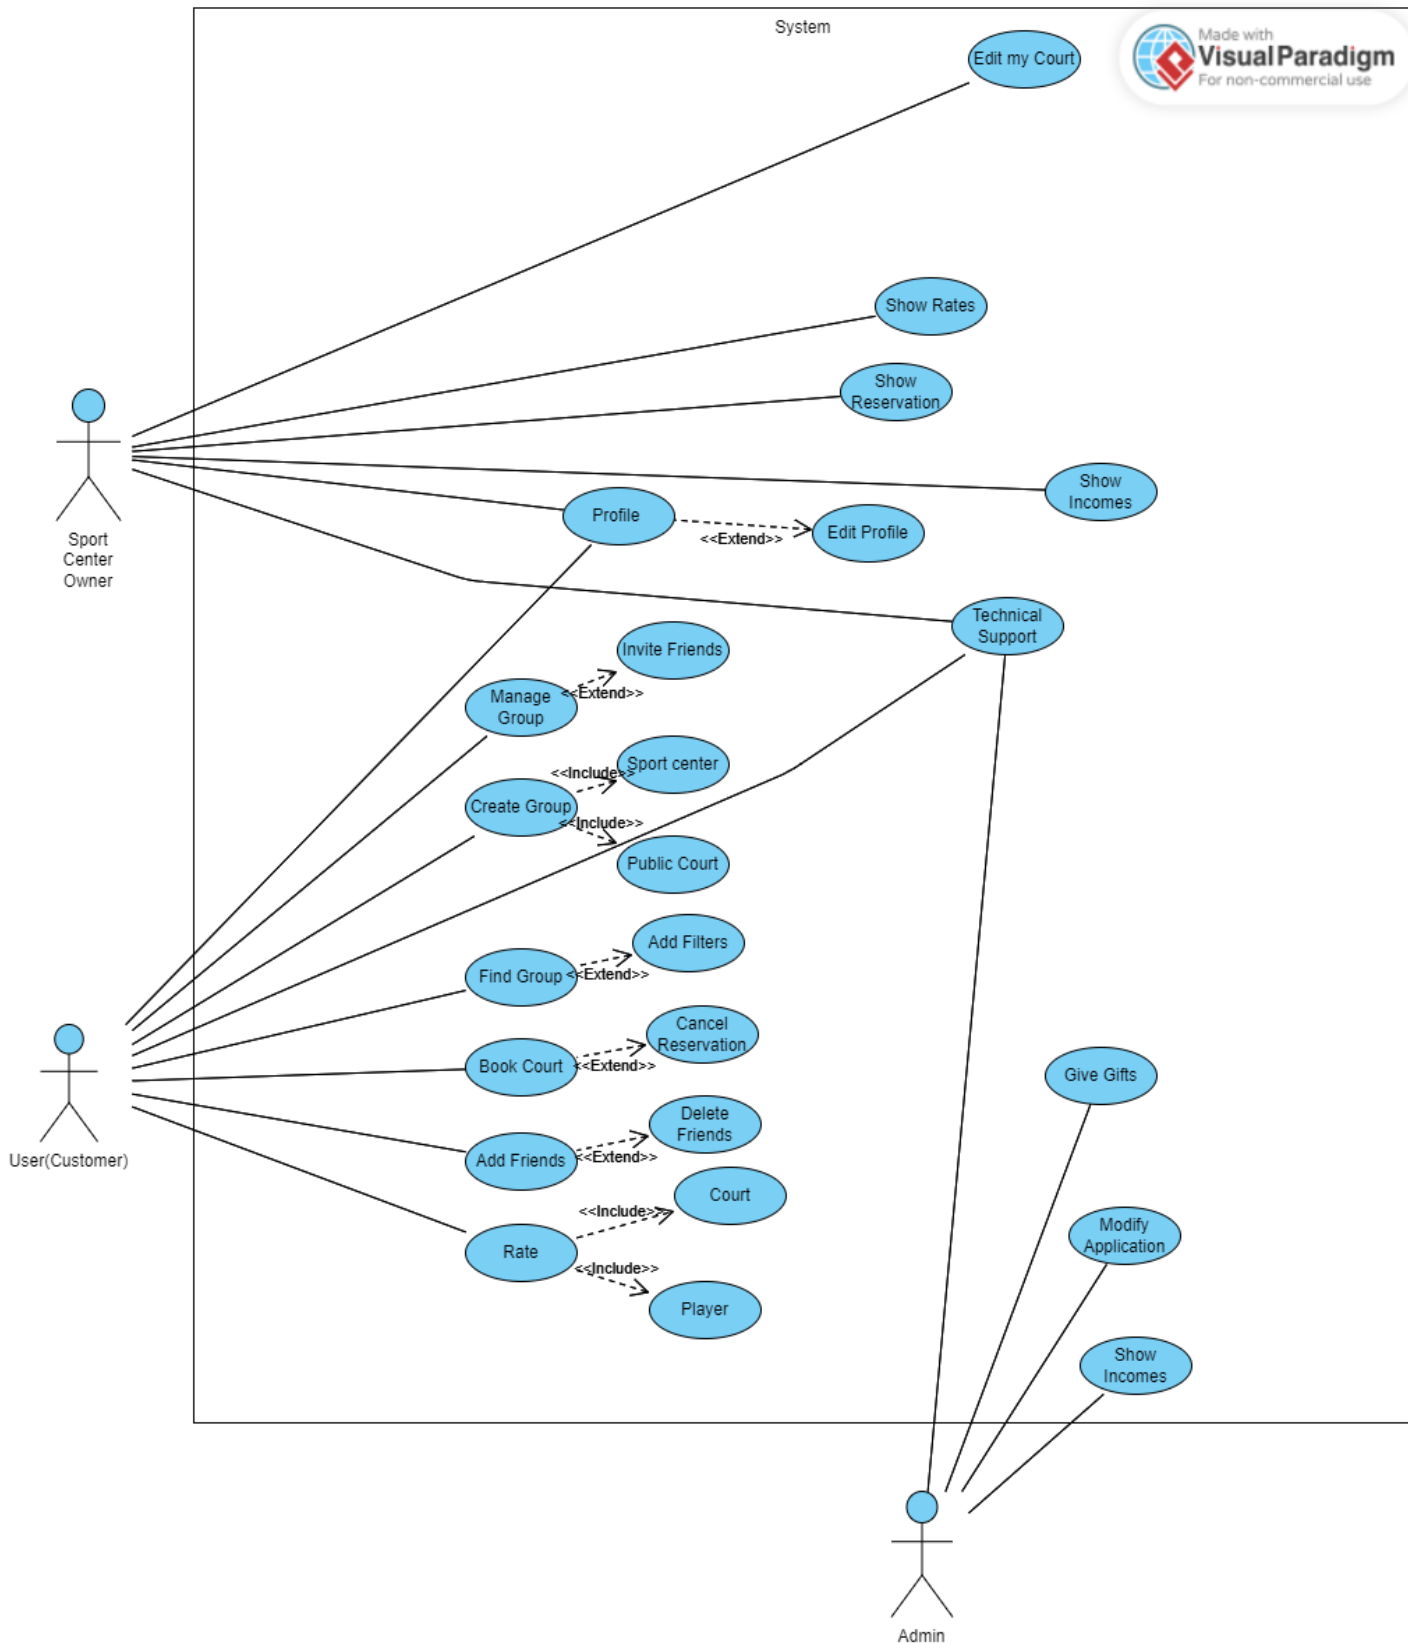 System
Made with
Visual Paradigm
For non-commercial use
Edit my Court
Show Rates
Show
Reservation
Show
Incomes
Sport
Center
Owner
Profile
<<Extend>>
Edit Profile
Technical
Support
Invite Friends
Manage
Group
<<Extend>>
Sport center
<<Include>>
Create Group
<<Include>>
Public Court
Add Filters
Find Group
<<Extend>>
Cancel
Reservation
Book Court
<<Extend>>
Give Gifts
Delete
Friends
Add Friends
<<Extend>>
User(Customer)
Court
<<Include>>
Rate
<<Include>>
Player
Modify
Application
Show
Incomes
Admin